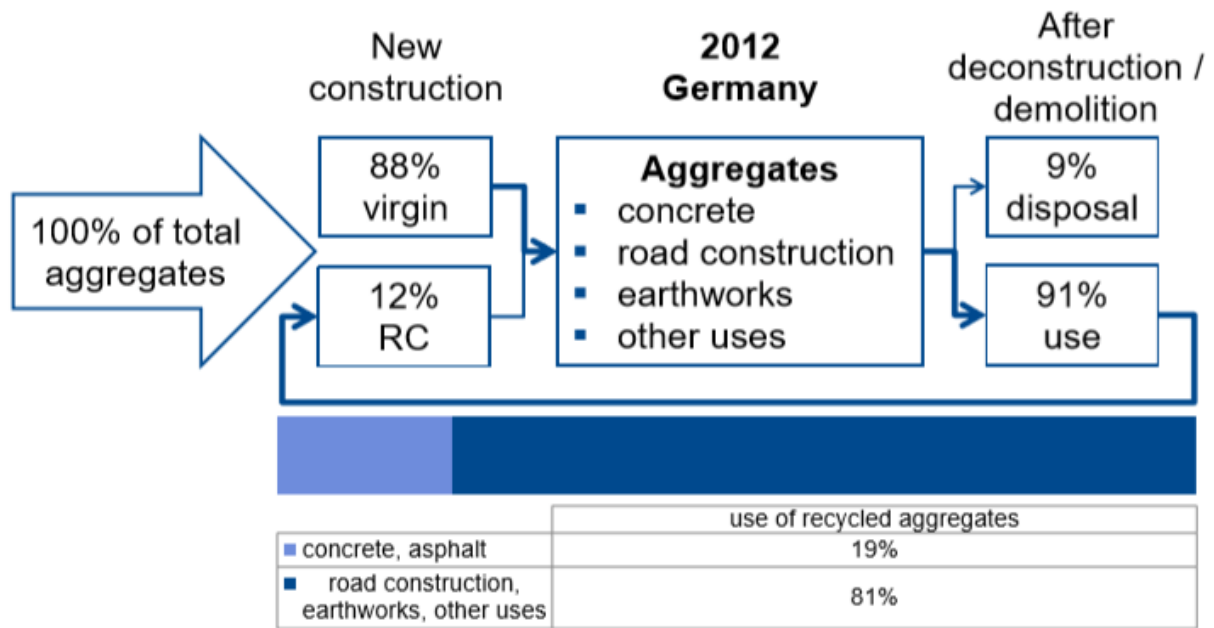 New
construction
2012
Germany
After
deconstruction /
demolition
100% of total
aggregates
88%
virgin
12%
RC
Aggregates
▪ concrete
▪ road construction
▪ earthworks
▪ other uses
9%
disposal
91%
use
use of recycled aggregates
concrete, asphalt
19%
road construction,
earthworks, other uses
81%